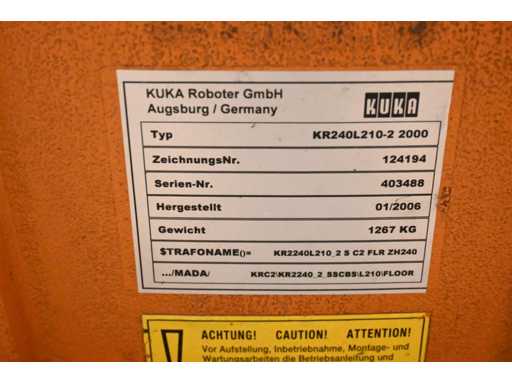 KUKA Roboter GmbH
Augsburg / Germany
KUKA
Typ KR240L210-2 2000
ZeichnungsNr. 124194
Serien-Nr. 403488
Hergestellt 01/2006
Gewicht 1267 KG
$TRAFONAME()= KR2240L210_2 S C2 FLR ZH240
.../MADA/ KRC2\KR2240_2_SSCBS\L210\FLOOR
ACHTUNG! CAUTION! ATTENTION!
Vor Aufstellung, Inbetriebnahme, Montage- und
Wartungsarbeiten die Betriebsanleitung und